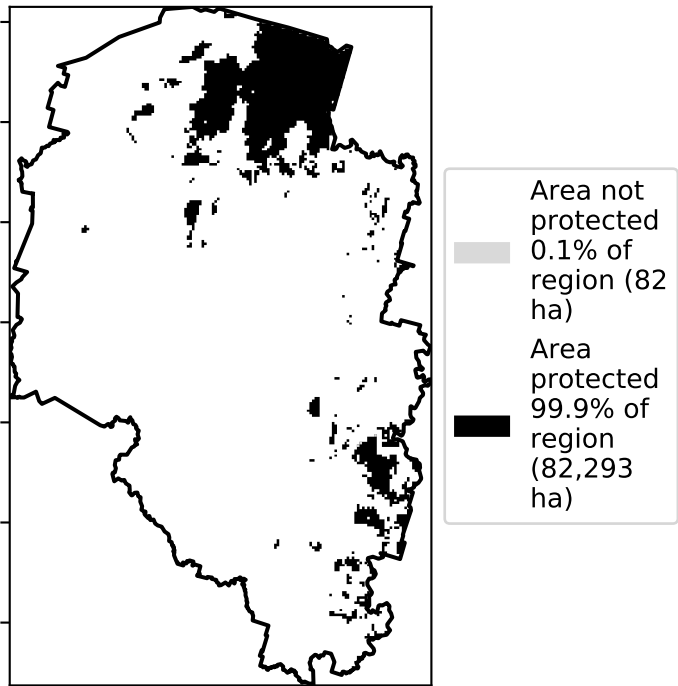 Area not
protected
0.1% of
region (82
ha)
Area
protected
99.9% of
region
(82,293
ha)